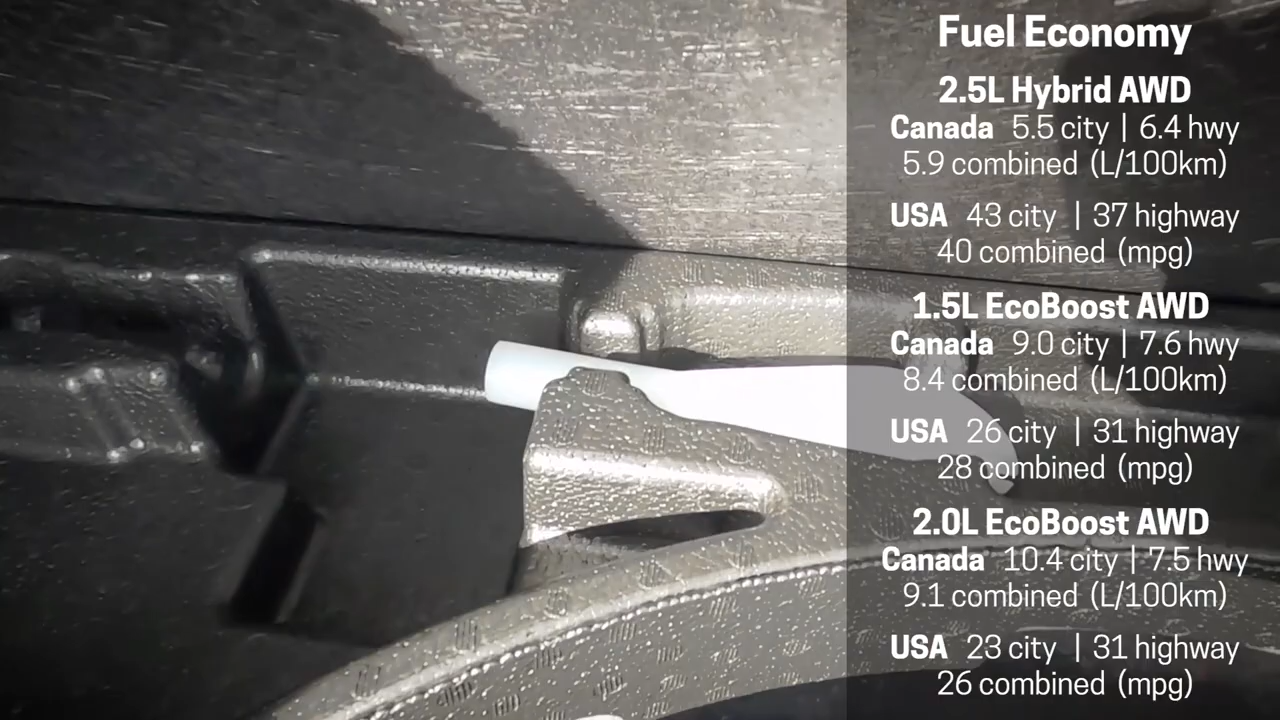 Fuel Economy
2.5L Hybrid AWD
Canada 5.5 city | 6.4 hwy
5.9 combined (L/100km)
USA 43 city | 37 highway
40 combined (mpg)
1.5L EcoBoost AWD
Canada 9.0 city | 7.6 hwy
8.4 combined (L/100km)
USA 26 city | 31 highway
28 combined (mpg)
2.0L EcoBoost AWD
Canada 10.4 city | 7.5 hwy
9.1 combined (L/100km)
USA 23 city | 31 highway
26 combined (mpg)